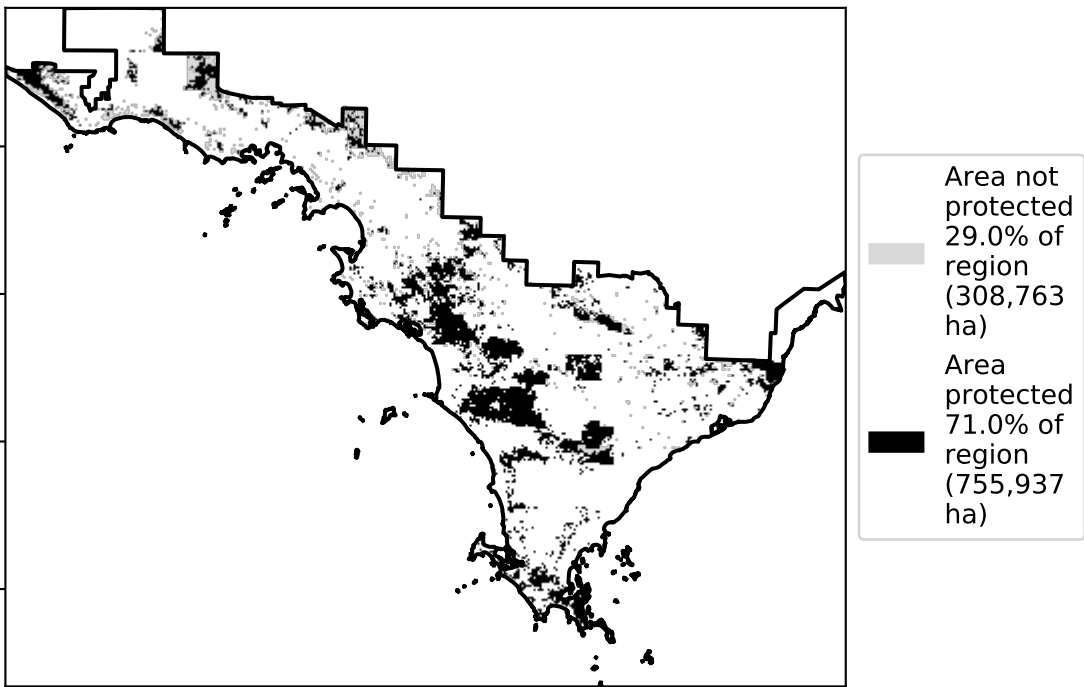 Area not
protected
29.0% of
region
(308,763
ha)
Area
protected
71.0% of
region
(755,937
ha)